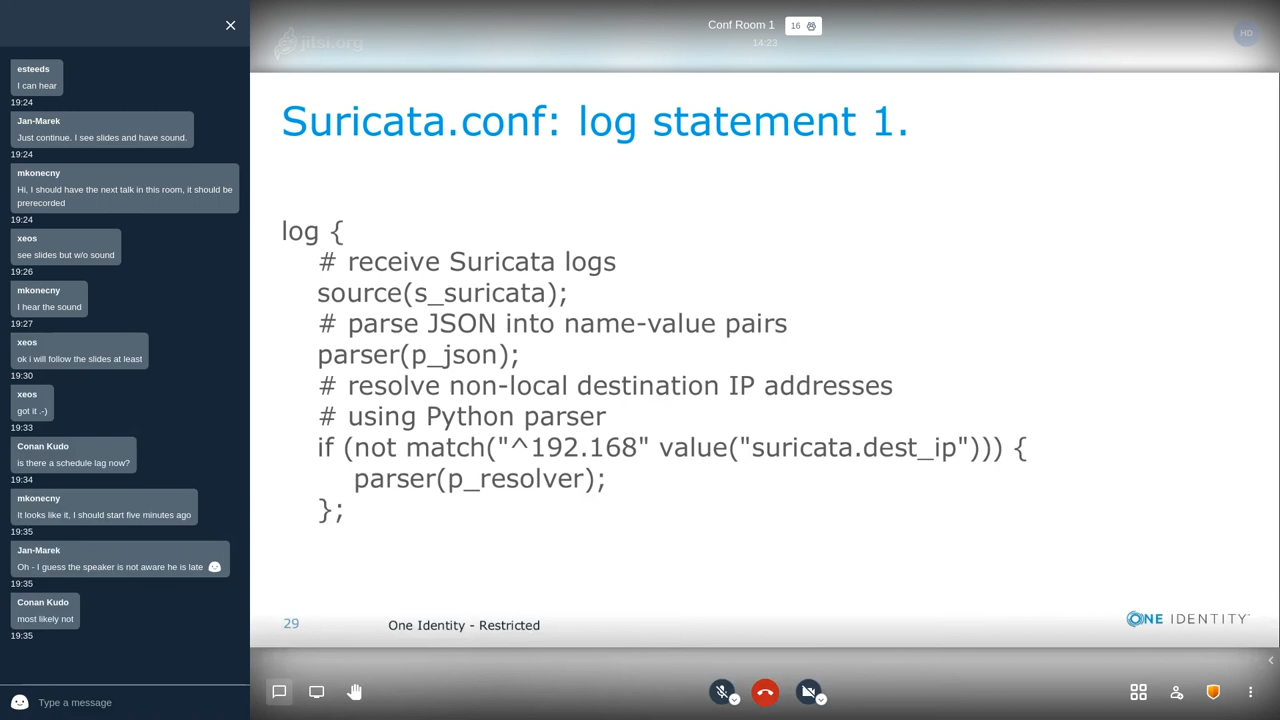 esteeds
I can hear
19:24
Jan-Marek
Just continue. I see slides and have sound.
19:24
mkonecny
Hi, I should have the next talk in this room, it should be
prerecorded
19:24
xeos
see slides but w/o sound
19:26
mkonecny
I hear the sound
19:27
xeos
ok i will follow the slides at least
19:30
xeos
got it .-)
19:33
Conan Kudo
is there a schedule lag now?
19:34
mkonecny
It looks like it, I should start five minutes ago
19:35
Jan-Marek
Oh - I guess the speaker is not aware he is late
19:35
Conan Kudo
most likely not
19:35
Type a message
jitsi.org
Conf Room 1
16
14:23
HD
Suricata.conf: log statement 1.
log {
# receive Suricata logs
source(s_suricata);
# parse JSON into name-value pairs
parser(p_json);
# resolve non-local destination IP addresses
# using Python parser
if (not match("^192.168" value("suricata.dest_ip"))) {
parser(p_resolver);
};
29
One Identity - Restricted
ONE IDENTITY